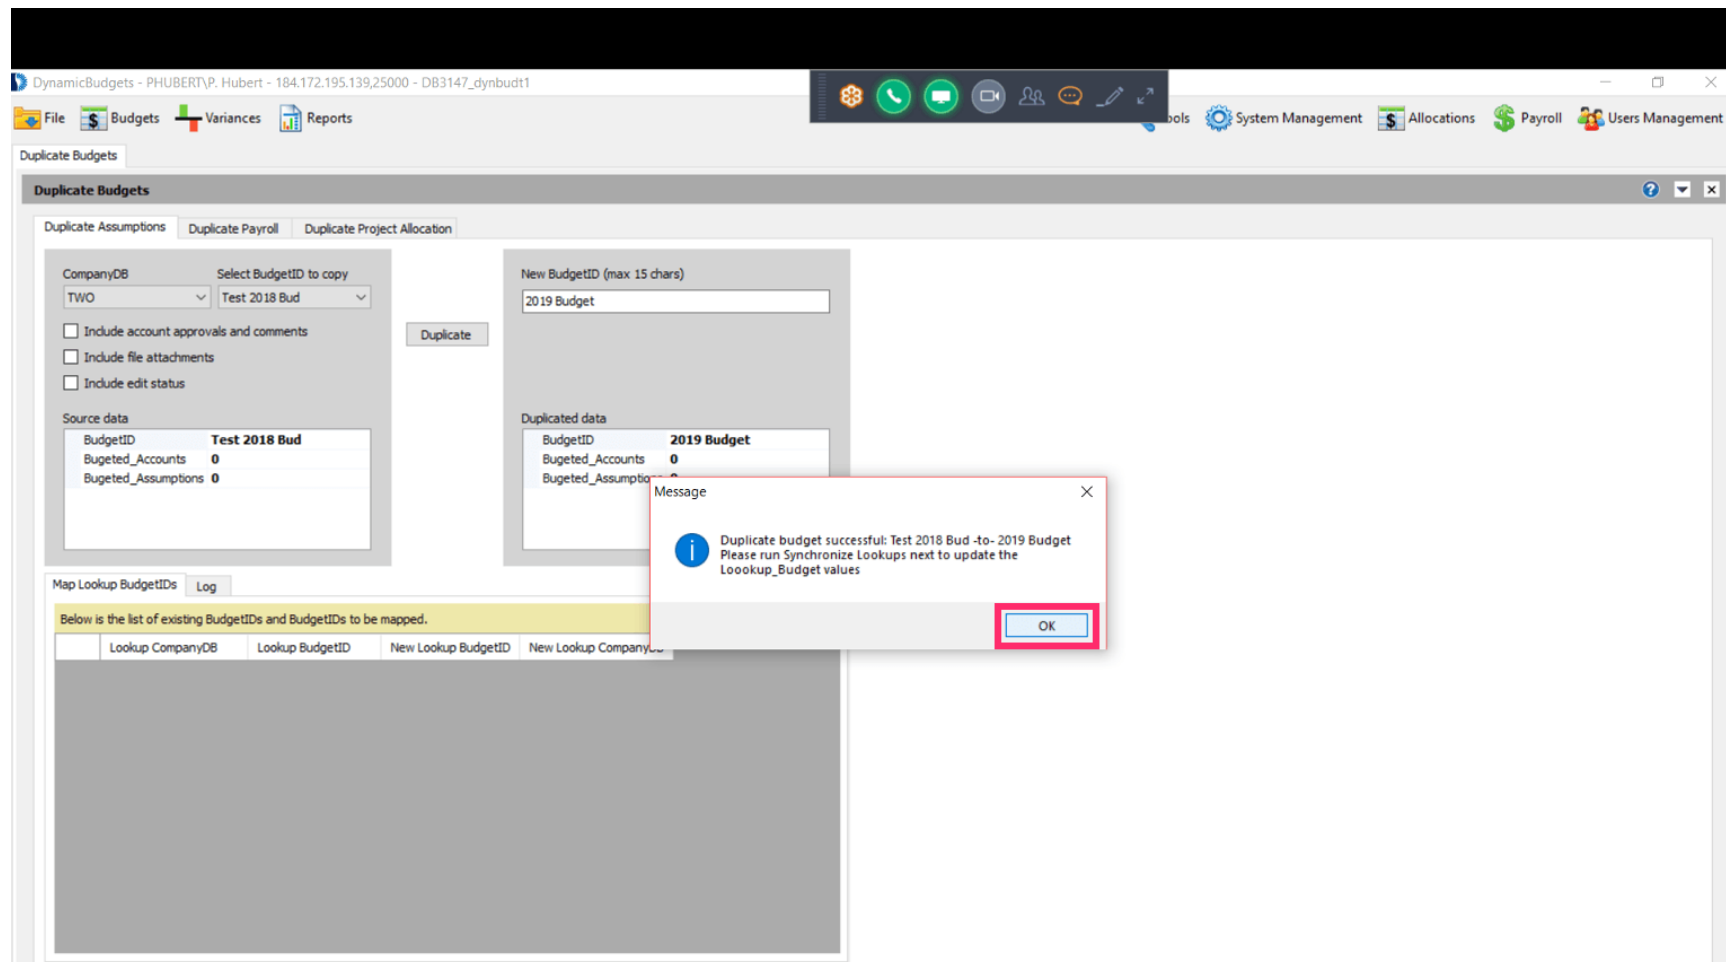 DynamicBudgets - PHUBERT\P. Hubert - 184.172.195.139,25000 - DB3147_dynbudt1
File Budgets Variances Reports ools System Management Allocations Payroll Users Management
Duplicate Budgets
Duplicate Budgets
Duplicate Assumptions Duplicate Payroll Duplicate Project Allocation
CompanyDB Select BudgetID to copy New BudgetID (max 15 chars)
TWO Test 2018 Bud 2019 Budget
Include account approvals and comments
Duplicate
Include file attachments
Include edit status
Source data Duplicated data
BudgetID Test 2018 Bud BudgetID 2019 Budget
Bugeted_Accounts 0 Bugeted_Accounts 0
Bugeted_Assumptions 0 Bugeted_Assumptio
Message
Duplicate budget successful: Test 2018 Bud -to- 2019 Budget
Please run Synchronize Lookups next to update the
Loookup_Budget values
OK
Map Lookup BudgetIDs Log
Below is the list of existing BudgetIDs and BudgetIDs to be mapped.
Lookup CompanyDB Lookup BudgetID New Lookup BudgetID New Lookup Company